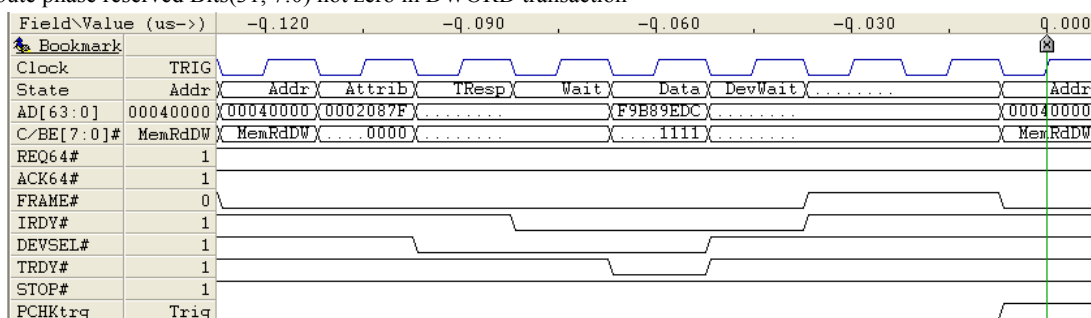 phase reserved Bits(31, 7:0) not zero in DWORD transaction
Field\Value (us->) -0.120 -0.090 -0.060 -0.030 0.000
Bookmark
Clock TRIG
State Addr Addr Attrib TResp Wait Data DevWait ........ Addr
AD[63:0] 00040000 00040000 0002087F ........ F9B89EDC ........ 00040000
C/BE[7:0]# MemRdDW MemRdDW ....0000 ........ ....1111 ........ MemRdDW
REQ64# 1
ACK64# 1
FRAME# 0
IRDY# 1
DEVSEL# 1
TRDY# 1
STOP# 1
PCHKtrg Trig